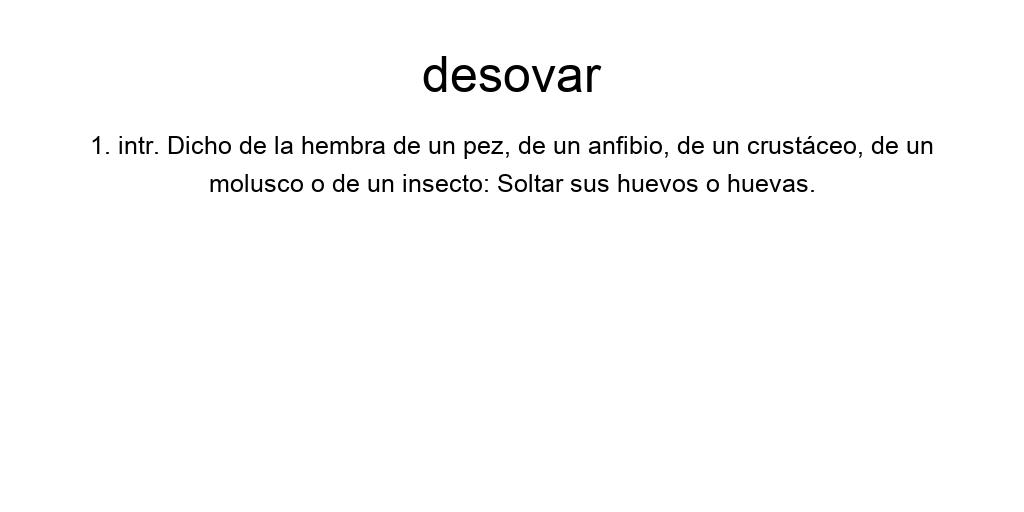 desovar
1. intr. Dicho de la hembra de un pez, de un anfibio, de un crustáceo, de un
molusco o de un insecto: Soltar sus huevos o huevas.